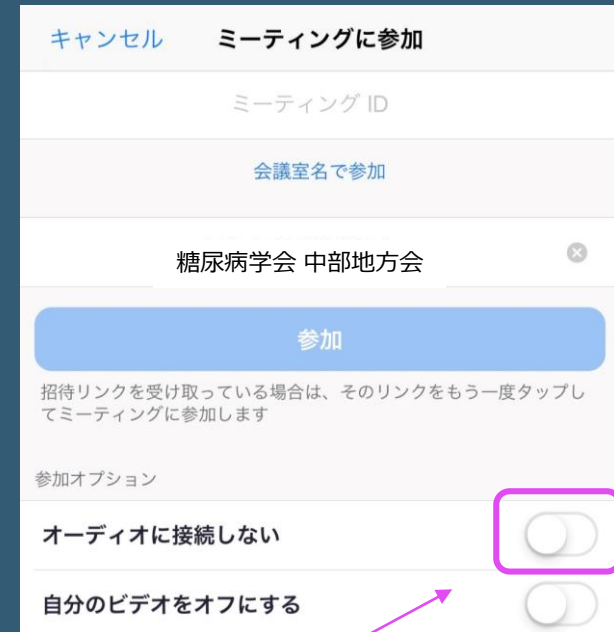 キャンセル ミーティングに参加
ミーティング ID
会議室名で参加
糖尿病学会 中部地方会
参加
招待リンクを受け取っている場合は、そのリンクをもう一度タップし
てミーティングに参加します
参加オプション
オーディオに接続しない
自分のビデオをオフにする